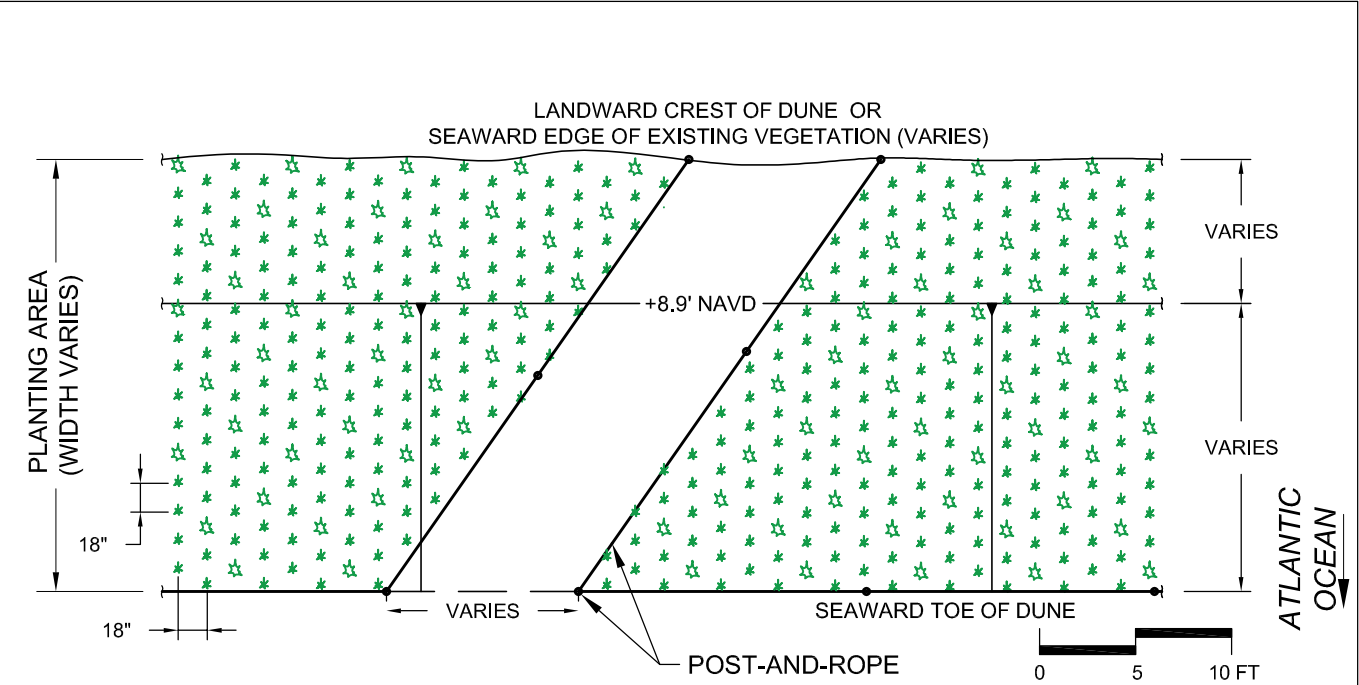 LANDWARD CREST OF DUNE OR
SEAWARD EDGE OF EXISTING VEGETATION (VARIES)
PLANTING AREA
(WIDTH VARIES)
VARIES
+8.9' NAVD
VARIES
18"
18"
VARIES
SEAWARD TOE OF DUNE
POST-AND-ROPE
0 5 10 FT
ATLANTIC
OCEAN